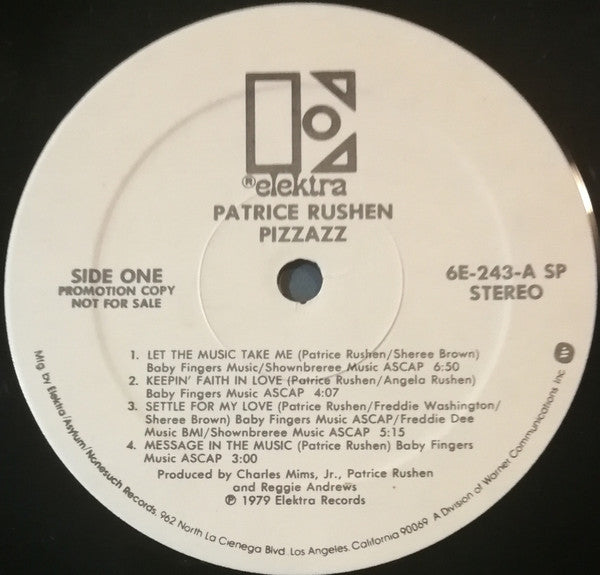 ® elektra
PATRICE RUSHEN
PIZZAZZ
SIDE ONE
PROMOTION COPY
NOT FOR SALE
6E-243-A SP
STEREO
1. LET THE MUSIC TAKE ME (Patrice Rushen/Sheree Brown)
Baby Fingers Music/Shownbreree Music ASCAP 6:50
2. KEEPIN' FAITH IN LOVE (Patrice Rushen/Angela Rushen)
Baby Fingers Music ASCAP 4:07
3. SETTLE FOR MY LOVE (Patrice Rushen/Freddie Washington/
Sheree Brown) Baby Fingers Music ASCAP/Freddie Dee
Music BMI/Shownbreree Music ASCAP 5:15
4. MESSAGE IN THE MUSIC (Patrice Rushen) Baby Fingers
Music ASCAP 3:00
Produced by Charles Mims, Jr., Patrice Rushen
and Reggie Andrews
℗ 1979 Elektra Records
Mfg. by Elektra/Asylum/Nonesuch Records, 962 North La Cienega Blvd. Los Angeles, California 90069 A Division of Warner Communications Inc.